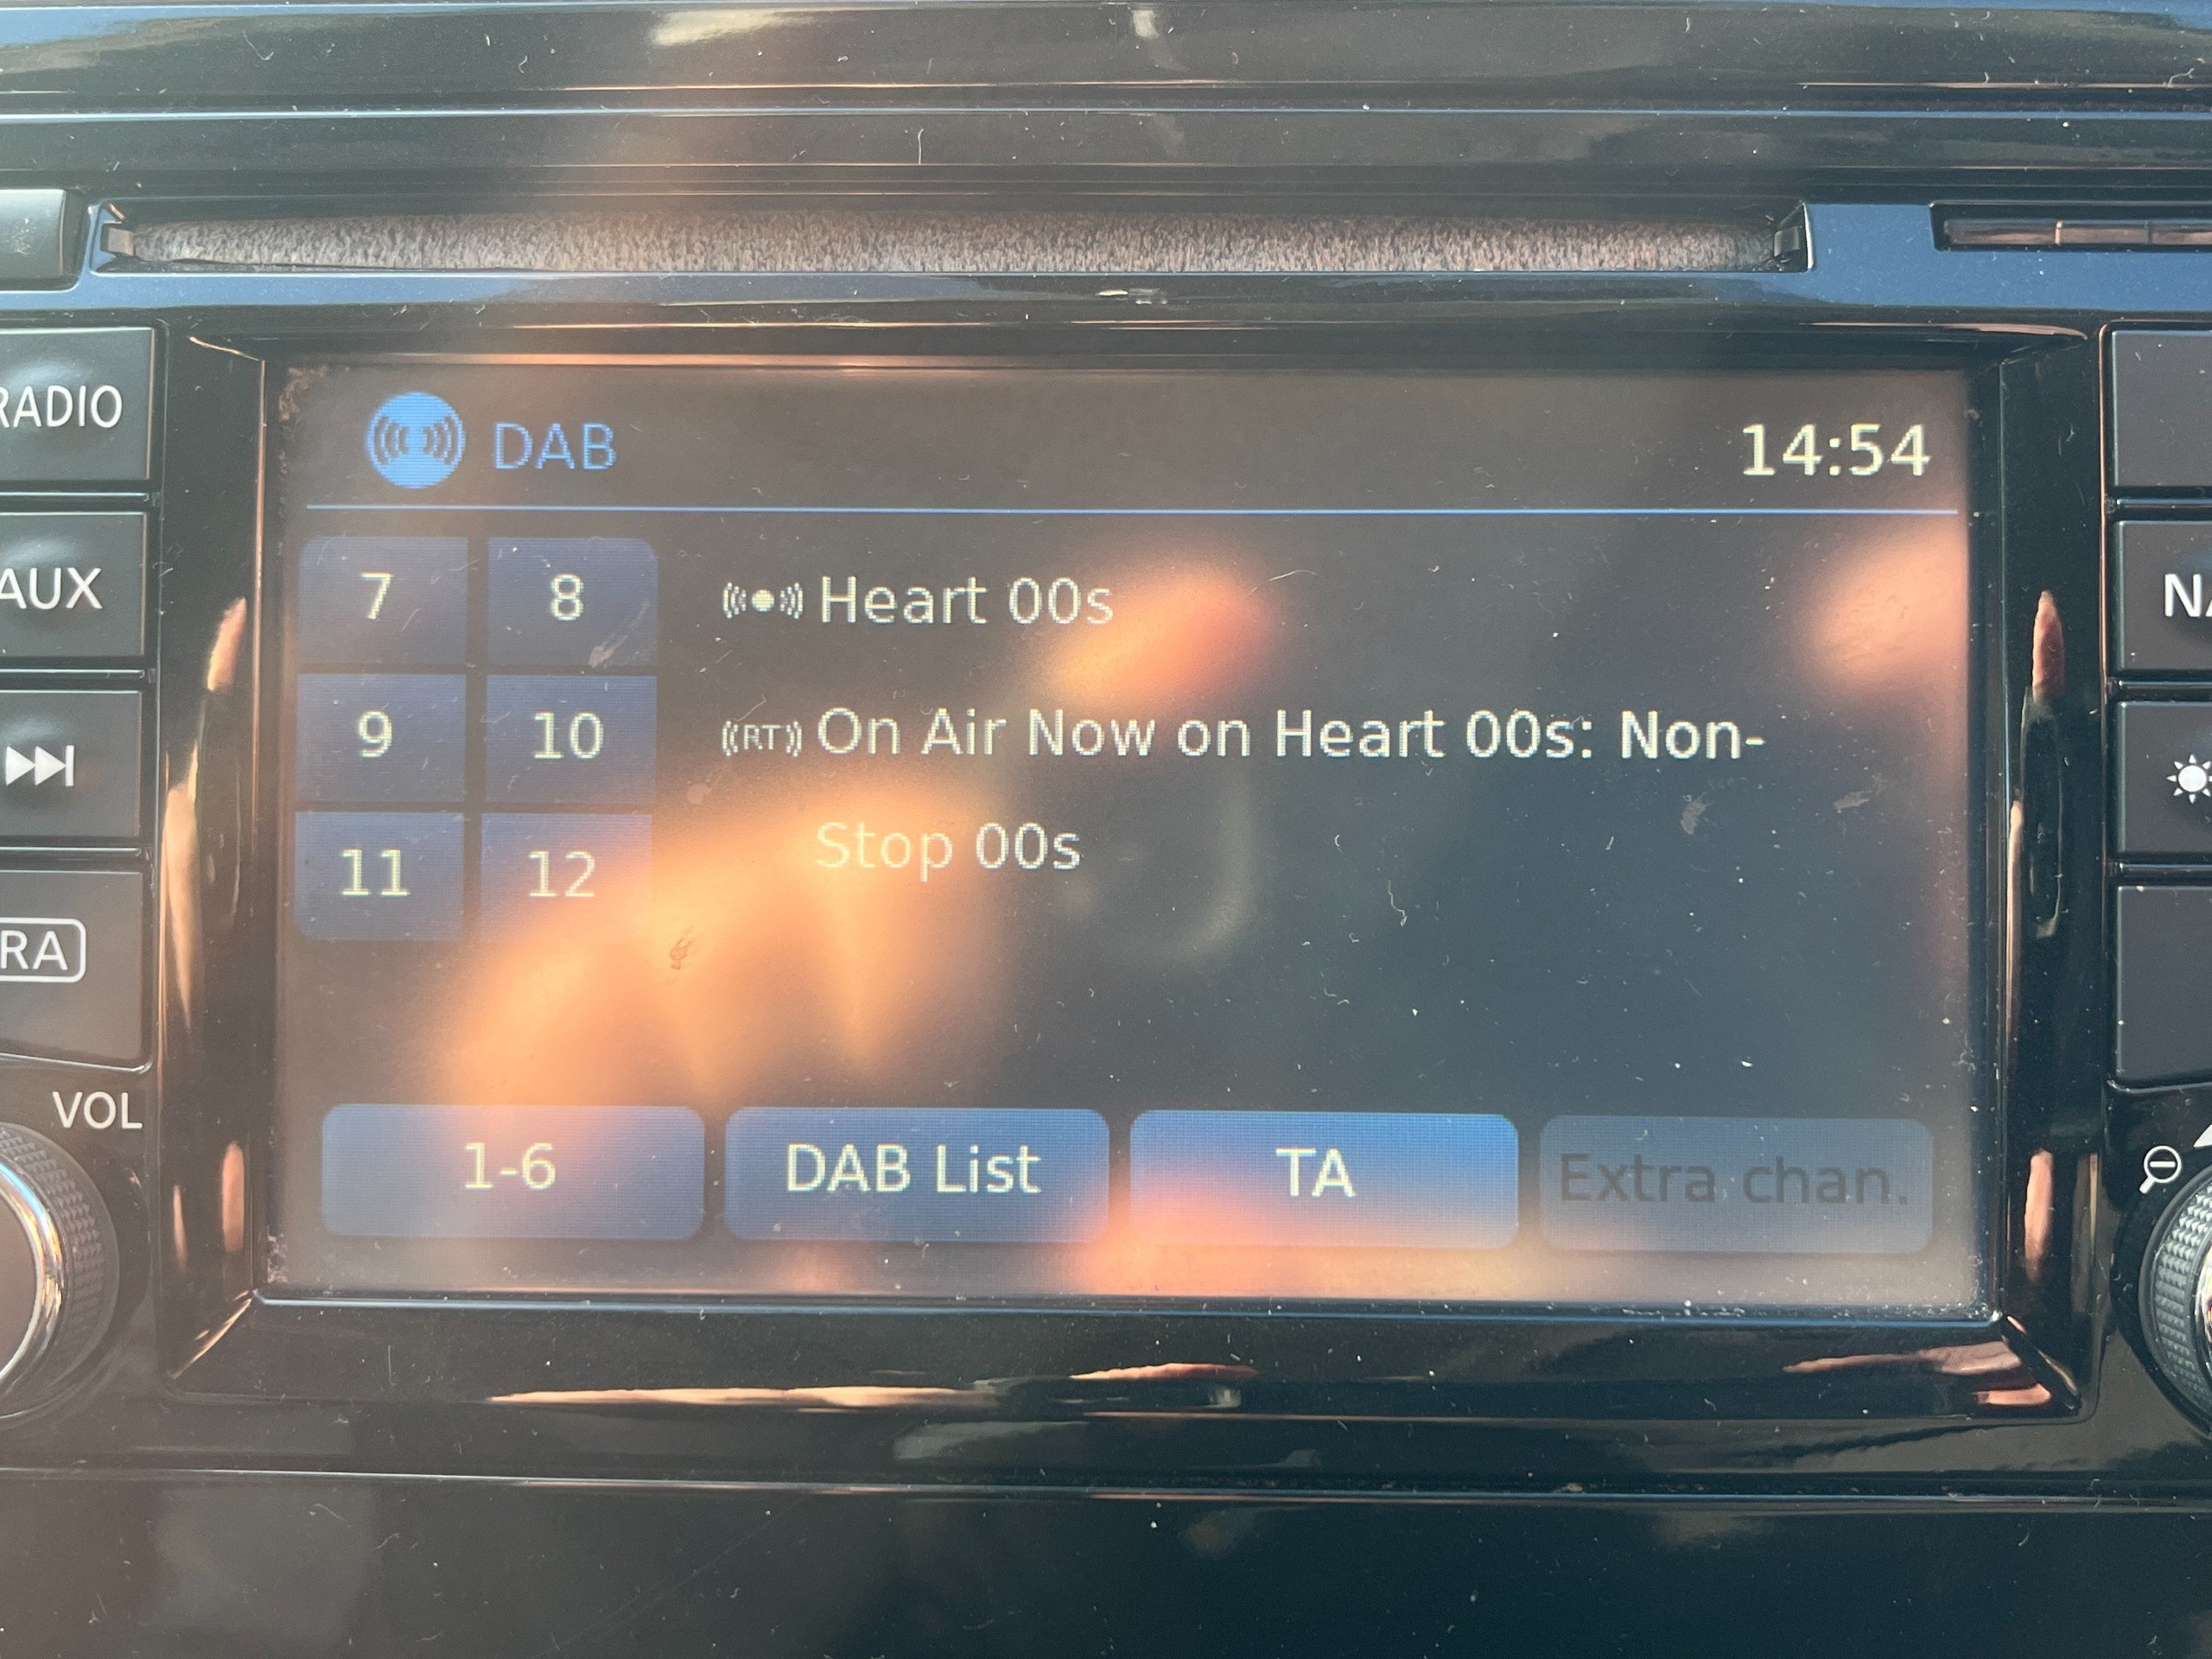 RADIO
AUX
RA
VOL
DAB
14:54
7 8
9 10
11 12
Heart 00s
RT On Air Now on Heart 00s: Non-
Stop 00s
1-6
DAB List
TA
Extra chan.